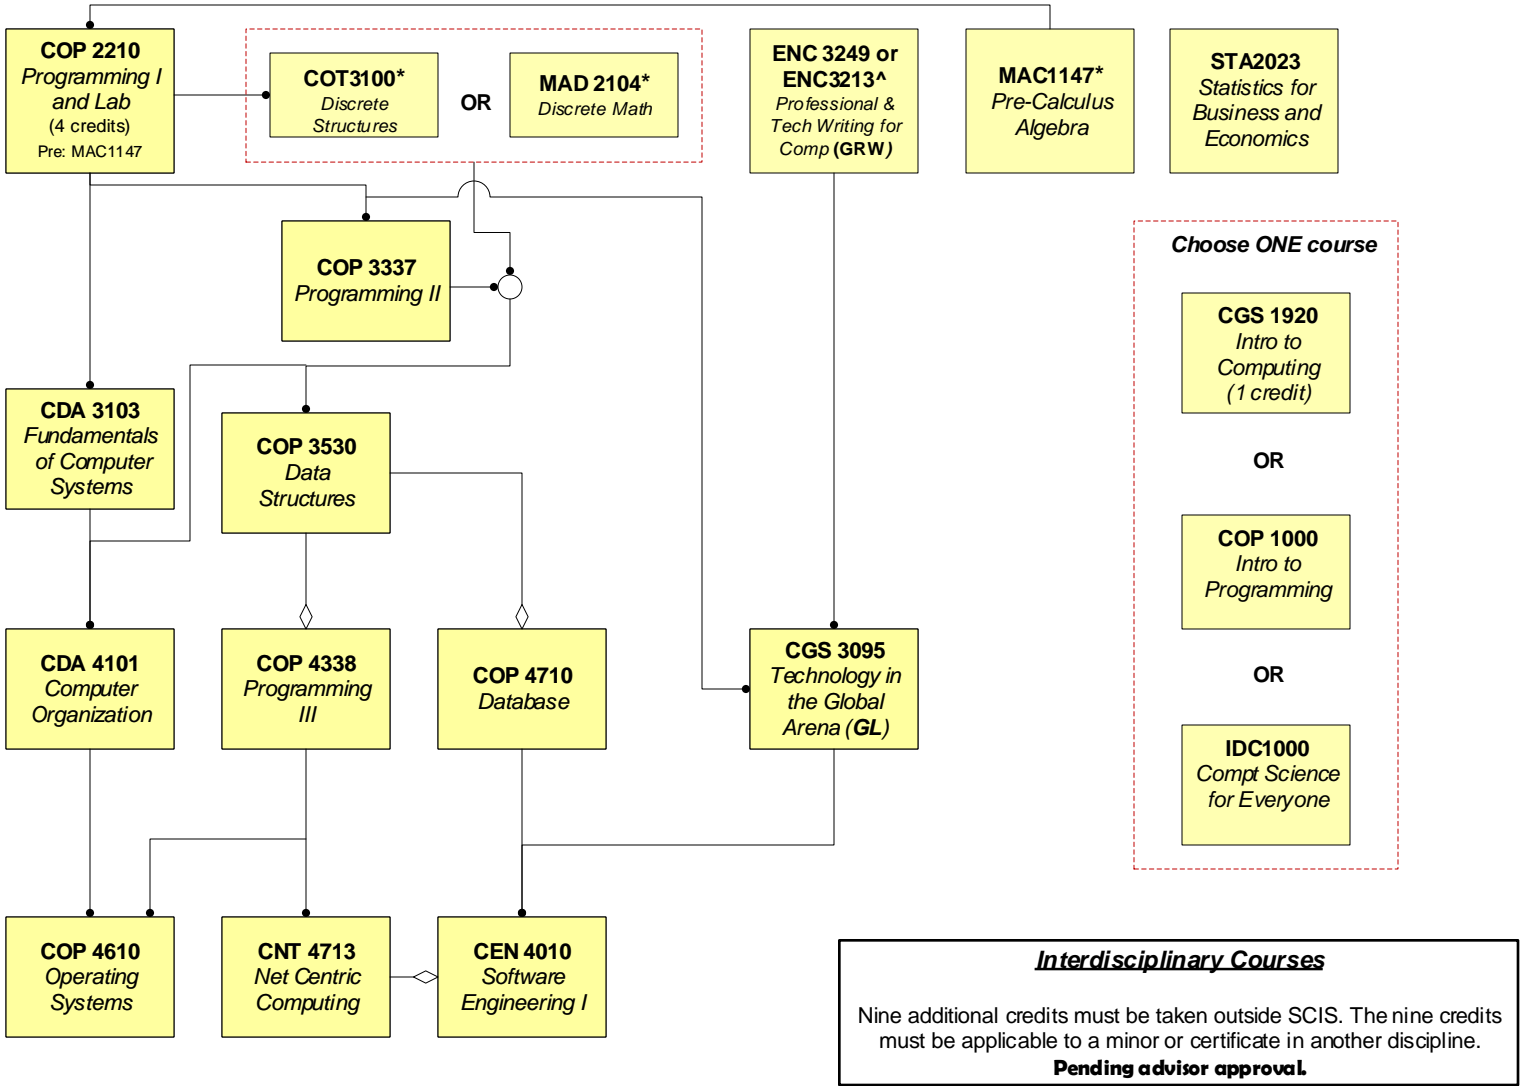 COP 2210
Programming I
and Lab
(4 credits)
Pre: MAC1147
COT3100*
Discrete
Structures
OR
MAD 2104*
Discrete Math
ENC 3249 or
ENC3213^
Professional &
Tech Writing for
Comp (GRW)
MAC1147*
Pre-Calculus
Algebra
STA2023
Statistics for
Business and
Economics
COP 3337
Programming II
Choose ONE course
CGS 1920
Intro to
Computing
(1 credit)
OR
COP 1000
Intro to
Programming
OR
IDC1000
Compt Science
for Everyone
CDA 3103
Fundamentals
of Computer
Systems
COP 3530
Data
Structures
CDA 4101
Computer
Organization
COP 4338
Programming
III
COP 4710
Database
CGS 3095
Technology in
the Global
Arena (GL)
COP 4610
Operating
Systems
CNT 4713
Net Centric
Computing
CEN 4010
Software
Engineering I
Interdisciplinary Courses
Nine additional credits must be taken outside SCIS. The nine credits
must be applicable to a minor or certificate in another discipline.
Pending advisor approval.